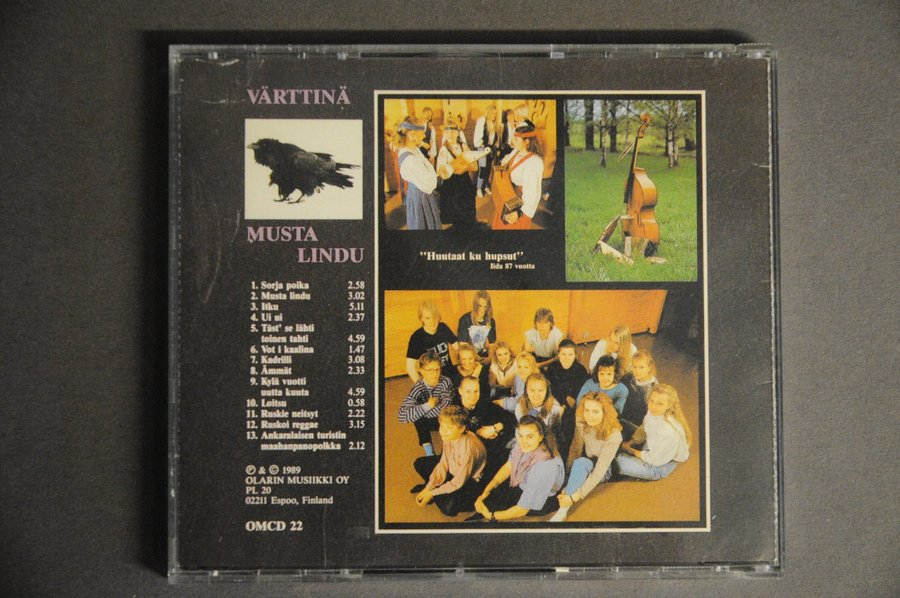 VÄRTTINÄ
MUSTA
LINDU
1. Sorja poika 2.58
2. Musta lindu 3.02
3. Itku 5.11
4. Ui ui 2.37
5. Täst' se lähti
toinen tahti 4.59
6. Vot i kaalina 1.47
7. Kadrilli 3.08
8. Ämmät 2.33
9. Kylä vuotti
uutta kuuta 4.59
10. Loitsu 0.58
11. Ruskie neitsyt 2.22
12. Ruskoi reggae 3.15
13. Ankaralaisen turistin
maahanpanopolkka 2.12
℗ & © 1989
OLARIN MUSIIKKI OY
PL 20
02211 Espoo, Finland
OMCD 22
"Huutaat ku hupsut"
Iida 87 vuotta